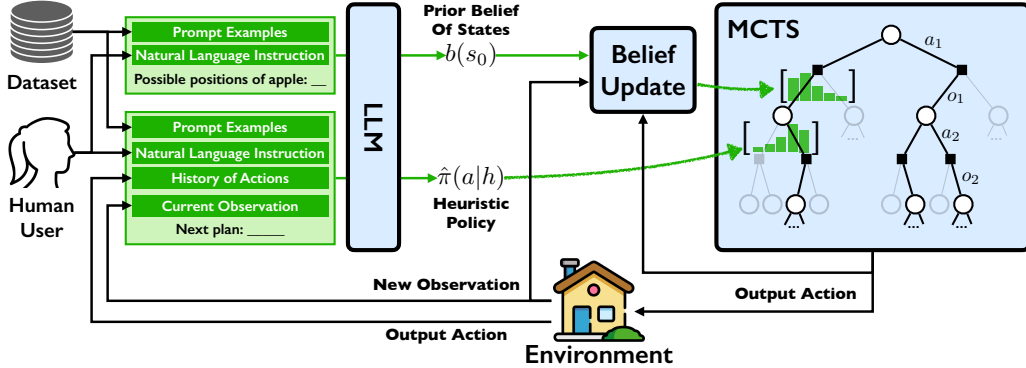 Dataset
Human
User
Prompt Examples
Natural Language Instruction
Possible positions of apple: __
Prompt Examples
Natural Language Instruction
History of Actions
Current Observation
Next plan: _____
LLM
Prior Belief
Of States
b(s₀)
π̂(a|h)
Heuristic
Policy
Belief
Update
MCTS
a₁
[ ]
o₁
...
a₂
[ ]
o₂
... ... ...
New Observation
Output Action
Output Action
Environment